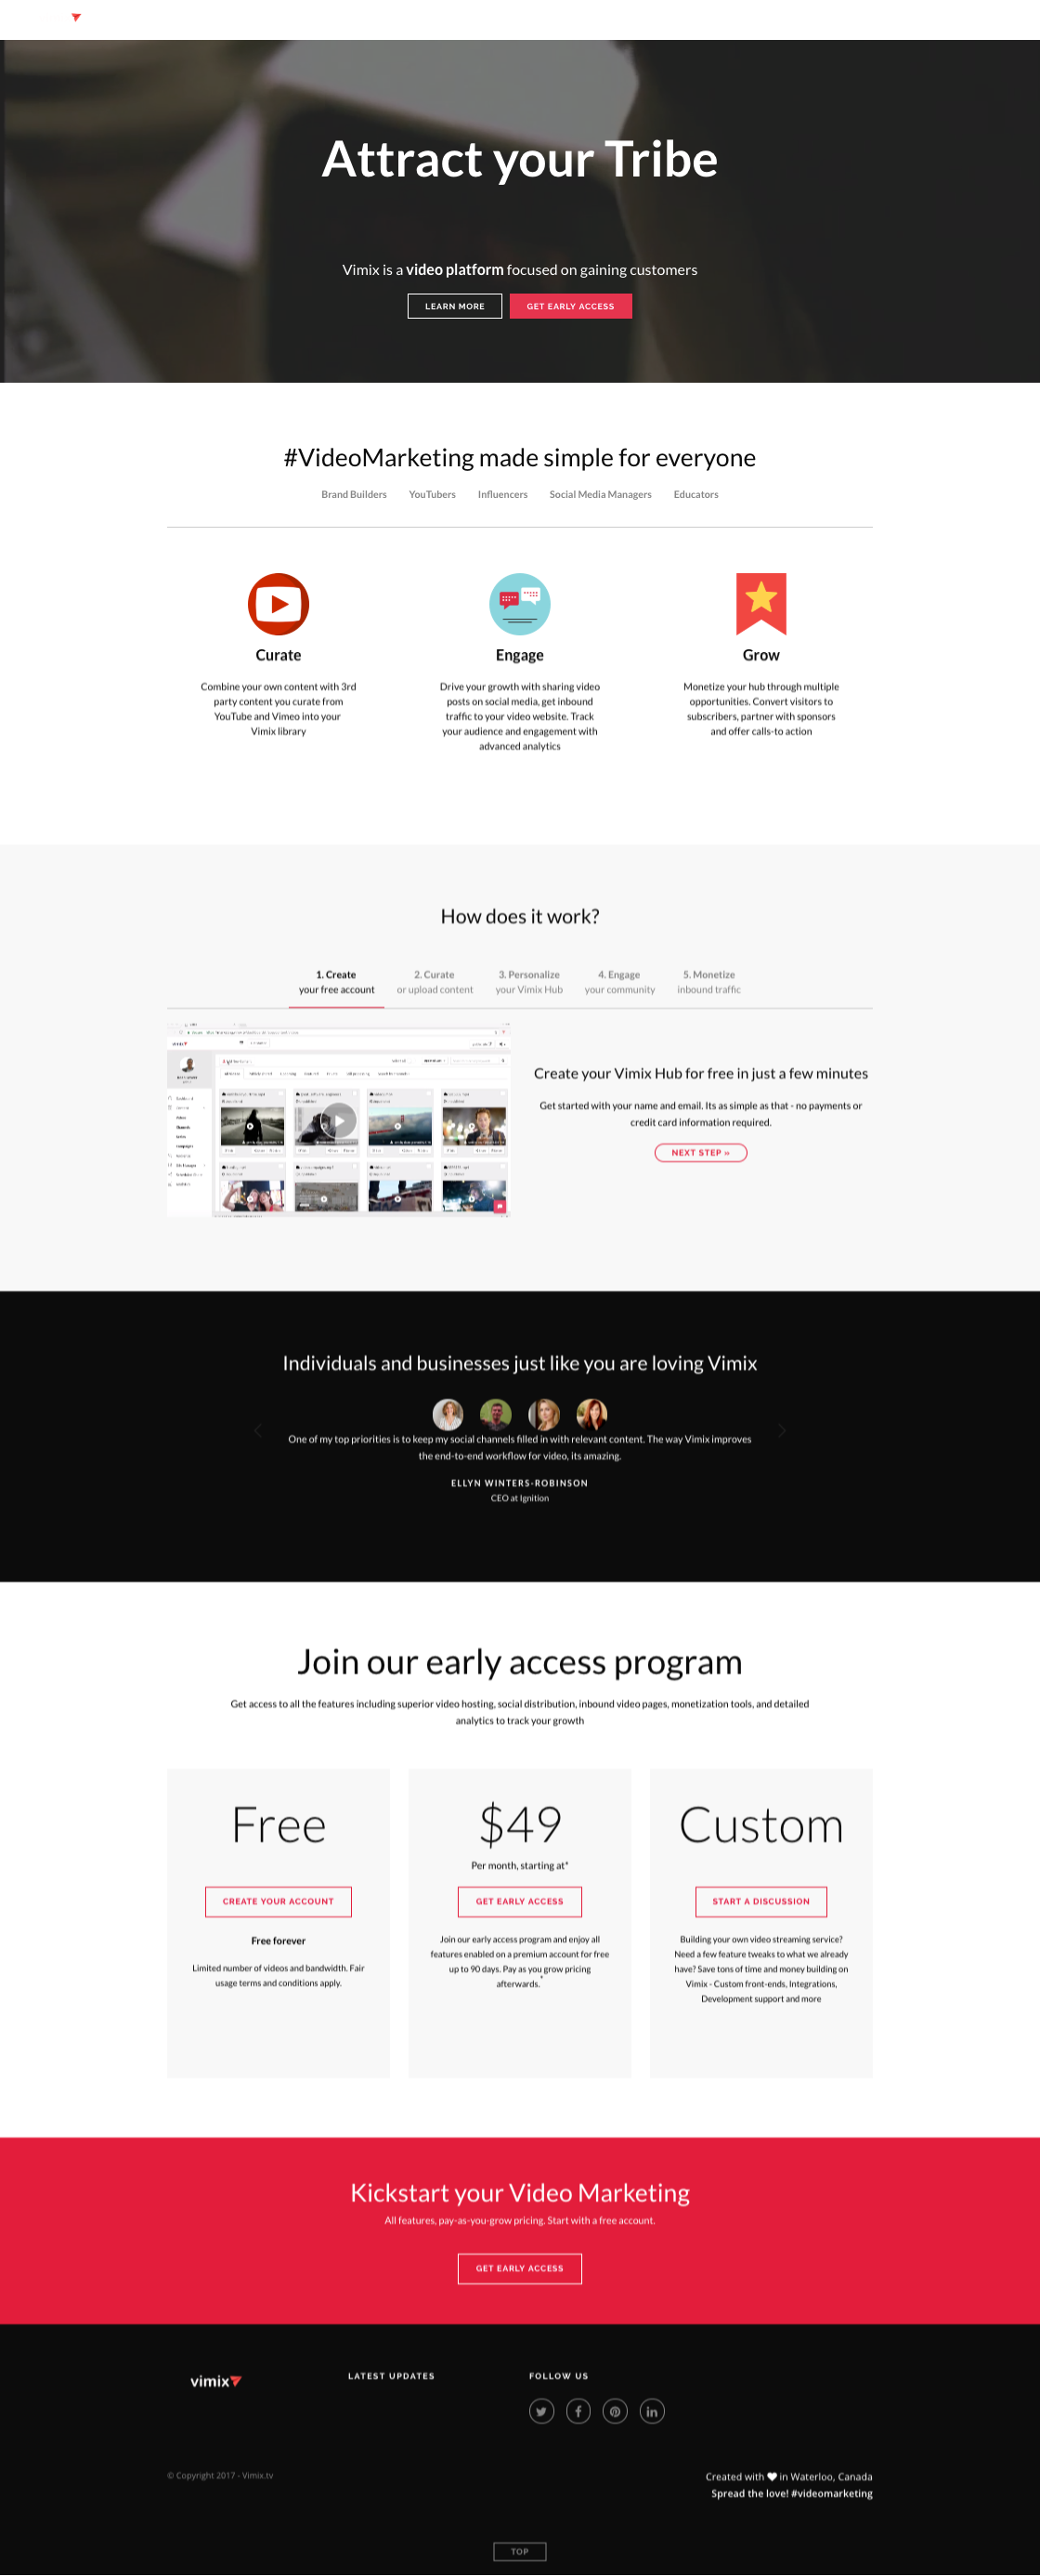 Attract your Tribe
Vimix is a video platform focused on gaining customers
LEARN MORE
GET EARLY ACCESS
#VideoMarketing made simple for everyone
Brand Builders YouTubers Influencers Social Media Managers Educators
Curate
Combine your own content with 3rd
party content you curate from
YouTube and Vimeo into your
Vimix library
Engage
Drive your growth with sharing video
posts on social media, get inbound
traffic to your video website. Track
your audience and engagement with
advanced analytics
Grow
Monetize your hub through multiple
opportunities. Convert visitors to
subscribers, partner with sponsors
and offer calls-to action
How does it work?
1. Create
your free account
2. Curate
or upload content
3. Personalize
your Vimix Hub
4. Engage
your community
5. Monetize
inbound traffic
Create your Vimix Hub for free in just a few minutes
Get started with your name and email. Its as simple as that - no payments or
credit card information required.
NEXT STEP »
Individuals and businesses just like you are loving Vimix
One of my top priorities is to keep my social channels filled in with relevant content. The way Vimix improves
the end-to-end workflow for video, its amazing.
ELLYN WINTERS-ROBINSON
CEO at Ignition
Join our early access program
Get access to all the features including superior video hosting, social distribution, inbound video pages, monetization tools, and detailed
analytics to track your growth
Free
CREATE YOUR ACCOUNT
Free forever
Limited number of videos and bandwidth. Fair
usage terms and conditions apply.
$49
Per month, starting at*
GET EARLY ACCESS
Join our early access program and enjoy all
features enabled on a premium account for free
up to 90 days. Pay as you grow pricing
afterwards.*
Custom
START A DISCUSSION
Building your own video streaming service?
Need a few feature tweaks to what we already
have? Save tons of time and money building on
Vimix - Custom front-ends, Integrations,
Development support and more
Kickstart your Video Marketing
All features, pay-as-you-grow pricing. Start with a free account.
GET EARLY ACCESS
vimix
LATEST UPDATES
FOLLOW US
© Copyright 2017 - Vimix.tv
Created with ♥ in Waterloo, Canada
Spread the love! #videomarketing
TOP